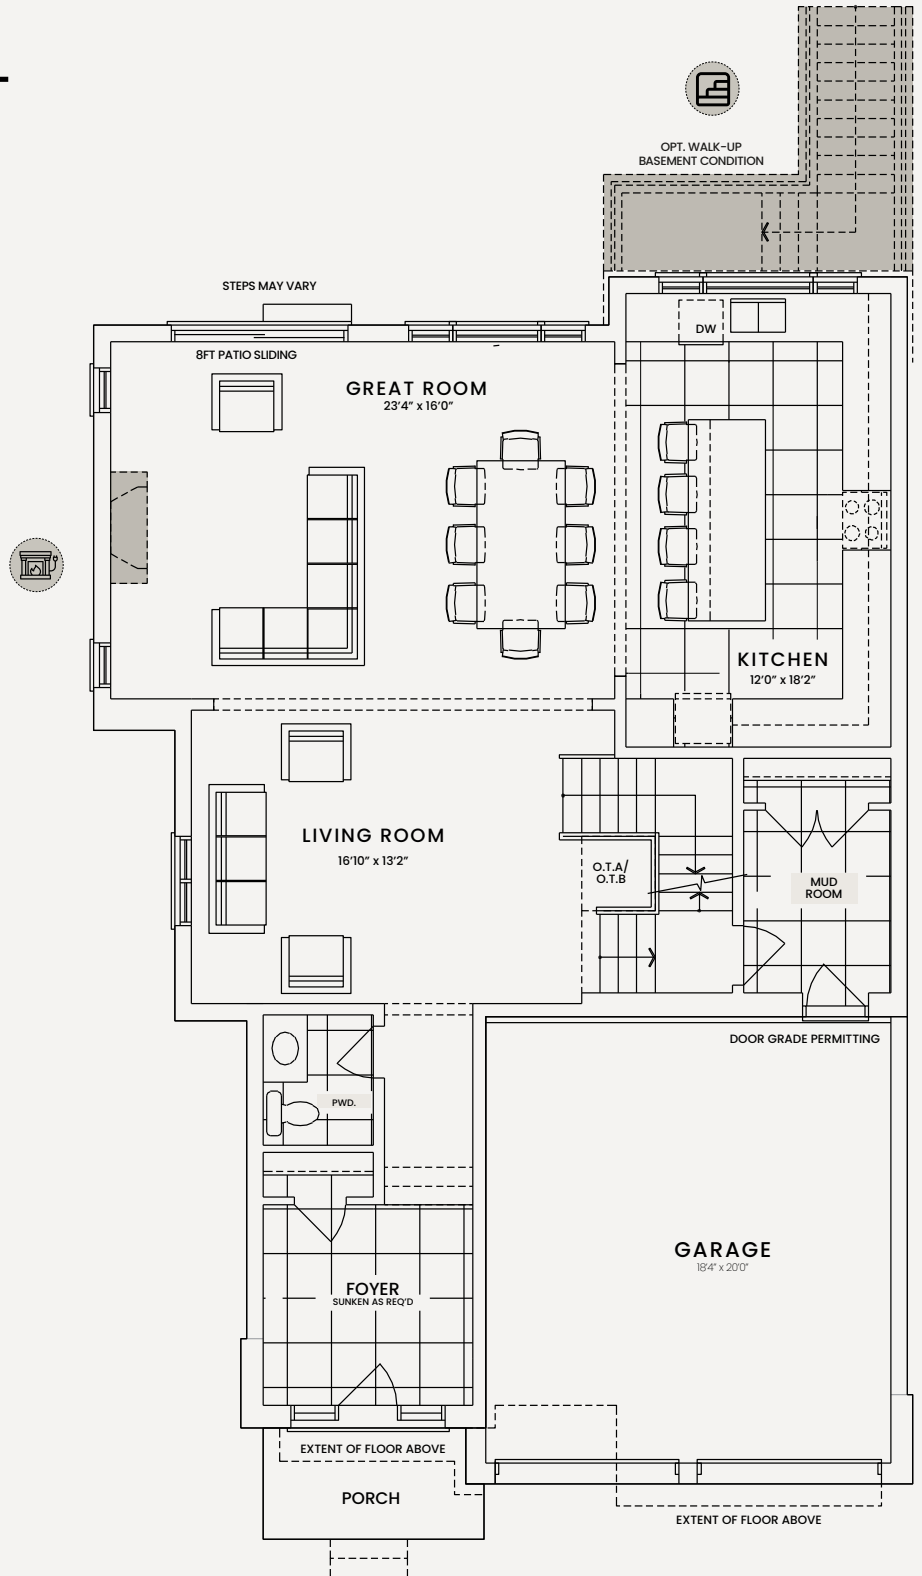 OPT. WALK-UP
BASEMENT CONDITION
STEPS MAY VARY
8FT PATIO SLIDING
DW
GREAT ROOM
23'4" x 16'0"
KITCHEN
12'0" x 18'2"
LIVING ROOM
16'10" x 13'2"
O.T.A/
O.T.B
MUD
ROOM
DOOR GRADE PERMITTING
PWD.
GARAGE
18'4" x 20'0"
FOYER
SUNKEN AS REQ'D
EXTENT OF FLOOR ABOVE
PORCH
EXTENT OF FLOOR ABOVE